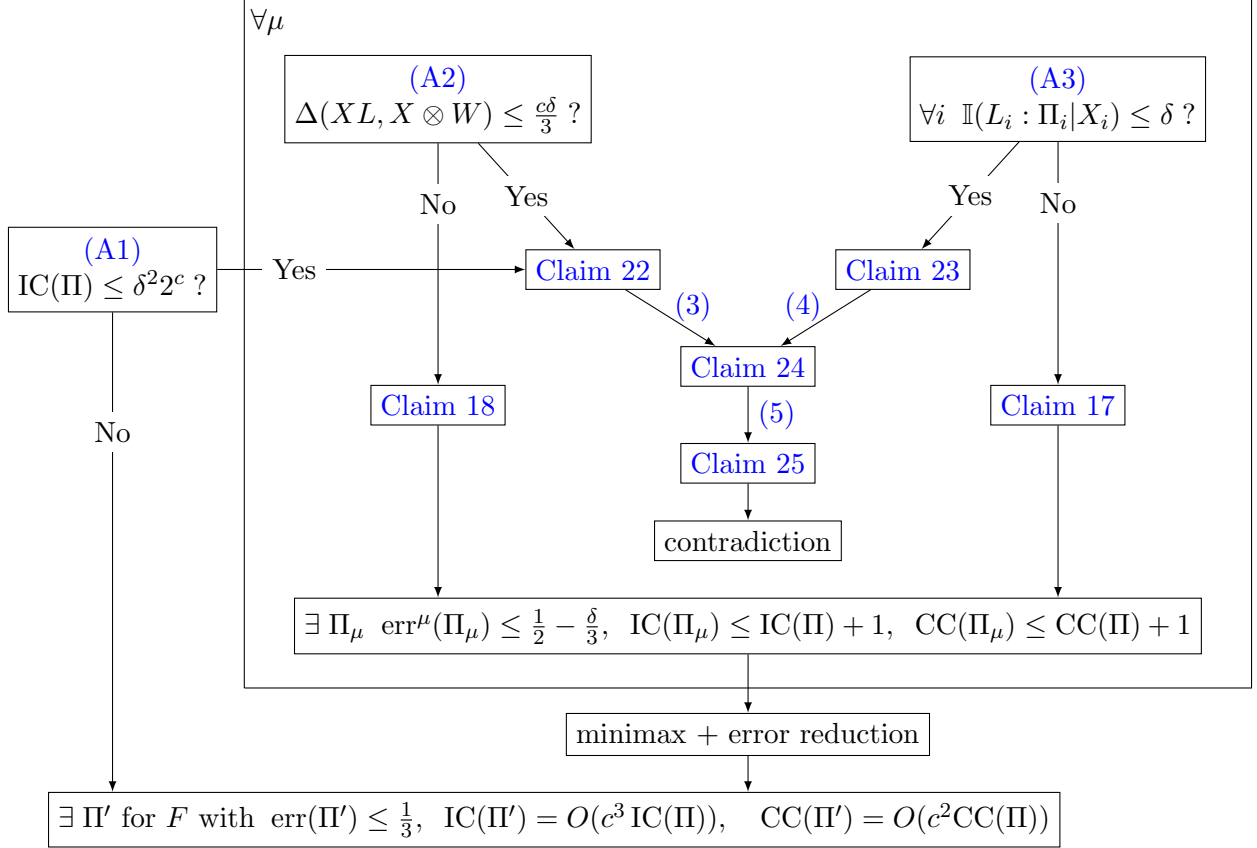 ∀μ
(A2)
Δ(XL, X ⊗ W) ≤ cδ/3 ?
(A3)
∀i 𝕀(L_i : Π_i|X_i) ≤ δ ?
No
Yes
Yes
No
(A1)
IC(Π) ≤ δ²2^c ?
Yes
Claim 22
Claim 23
(3)
(4)
Claim 24
Claim 18
Claim 17
(5)
No
Claim 25
contradiction
∃ Π_μ err^μ(Π_μ) ≤ 1/2 − δ/3, IC(Π_μ) ≤ IC(Π) + 1, CC(Π_μ) ≤ CC(Π) + 1
minimax + error reduction
∃ Π′ for F with err(Π′) ≤ 1/3, IC(Π′) = O(c³ IC(Π)), CC(Π′) = O(c²CC(Π))